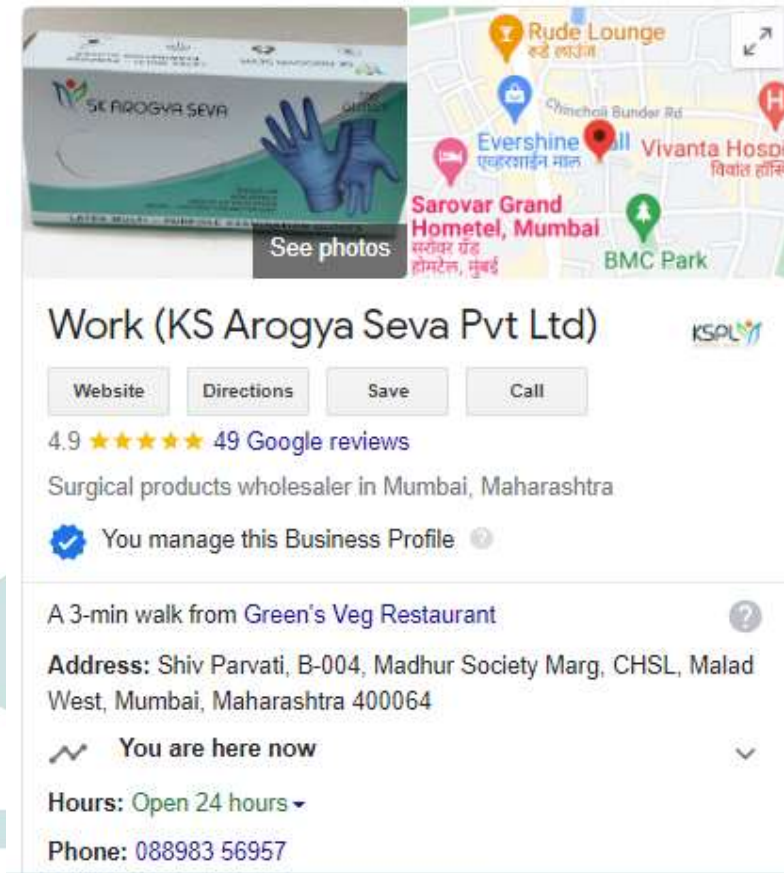 SK AROGYA SEVA
GLOVES
See photos
Rude Lounge
रुडे लाउंज
Chincholi Bunder Rd
Evershine
ll
एव्हरशाईन माल
Vivanta Hosp
Sarovar Grand
Hometel, Mumbai
सरोवर ग्रँड
होमटेल, मुंबई
BMC Park
Work (KS Arogya Seva Pvt Ltd)
KSPL
Website
Directions
Save
Call
4.9 49 Google reviews
Surgical products wholesaler in Mumbai, Maharashtra
You manage this Business Profile
A 3-min walk from Green's Veg Restaurant
Address: Shiv Parvati, B-004, Madhur Society Marg, CHSL, Malad
West, Mumbai, Maharashtra 400064
You are here now
Hours: Open 24 hours
Phone: 088983 56957